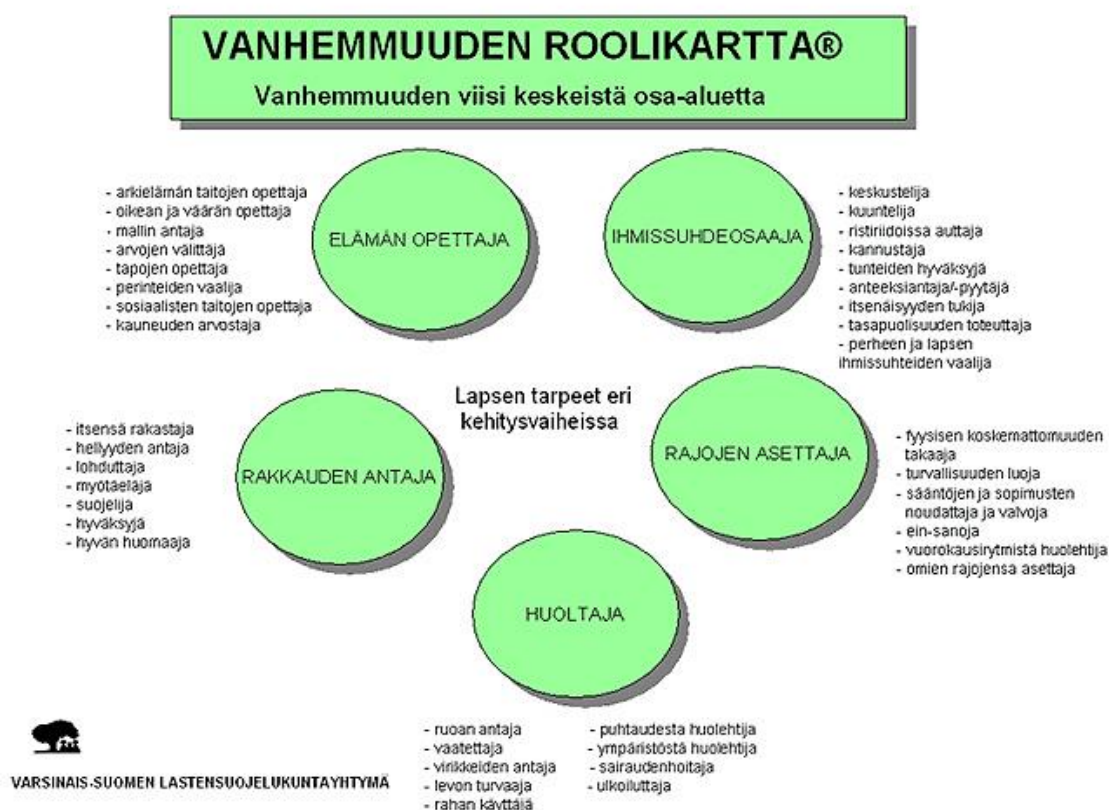 VANHEMMUUDEN ROOLIKARTTA®
Vanhemmuuden viisi keskeistä osa-aluetta
- arkielämän taitojen opettaja
- oikean ja väärän opettaja
- mallin antaja
- arvojen välittäjä
- tapojen opettaja
- perinteiden vaalija
- sosiaalisten taitojen opettaja
- kauneuden arvostaja
ELÄMÄN OPETTAJA
IHMISSUHDEOSAAJA
- keskustelija
- kuuntelija
- ristiriidoissa auttaja
- kannustaja
- tunteiden hyväksyjä
- anteeksiantaja/-pyytäjä
- itsenäisyyden tukija
- tasapuolisuuden toteuttaja
- perheen ja lapsen
ihmissuhteiden vaalija
Lapsen tarpeet eri
kehitysvaiheissa
- itsensä rakastaja
- hellyyden antaja
- lohduttaja
- myötäeläjä
- suojelija
- hyväksyjä
- hyvän huomaaja
RAKKAUDEN ANTAJA
RAJOJEN ASETTAJA
- fyysisen koskemattomuuden
takaaja
- turvallisuuden luoja
- sääntöjen ja sopimusten
noudattaja ja valvoja
- ein-sanoja
- vuorokausirytmistä huolehtija
- omien rajojensa asettaja
HUOLTAJA
- ruoan antaja
- vaatettaja
- virikkeiden antaja
- levon turvaaja
- rahan käyttäjä
- puhtaudesta huolehtija
- ympäristöstä huolehtija
- sairaudenhoitaja
- ulkoiluttaja
VARSINAIS-SUOMEN LASTENSUOJELUKUNTAYHTYMÄ